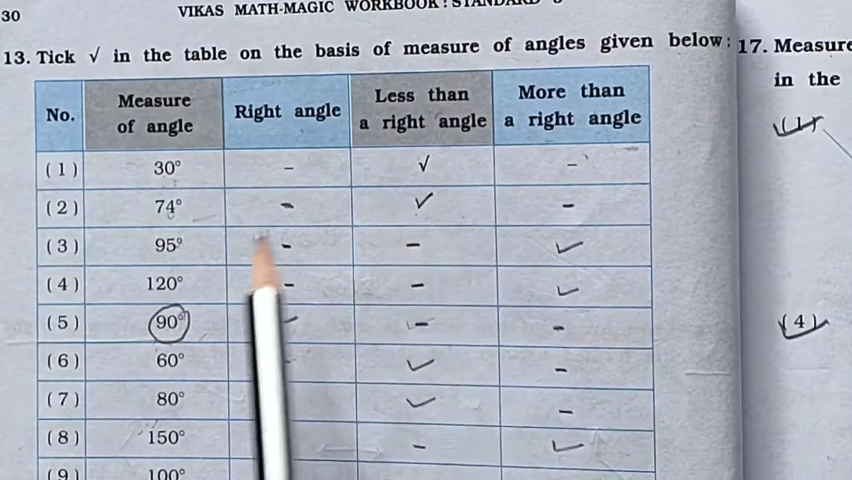 30
VIKAS MATH-MAGIC WORKBOOK : STANDARD
13. Tick √ in the table on the basis of measure of angles given below:
No. Measure of angle Right angle Less than a right angle More than a right angle
(1) 30° – √ –
(2) 74° - ✓ -
(3) 95° - - ✓
(4) 120° - - ✓
(5) 90° - -
(6) 60° ✓ -
(7) 80° ✓ -
(8) 150° - ✓
(9) 100°
17. Measure
in the
(1)
(4)